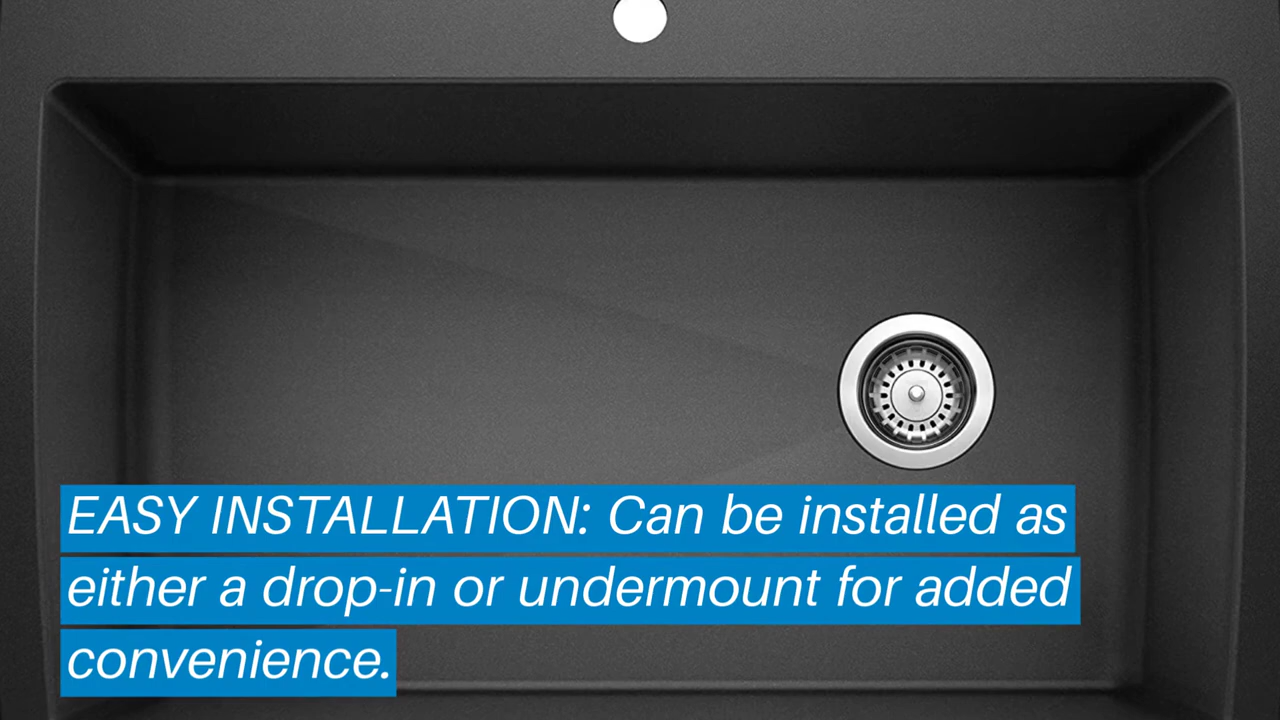 EASY INSTALLATION: Can be installed as
either a drop-in or undermount for added
convenience.